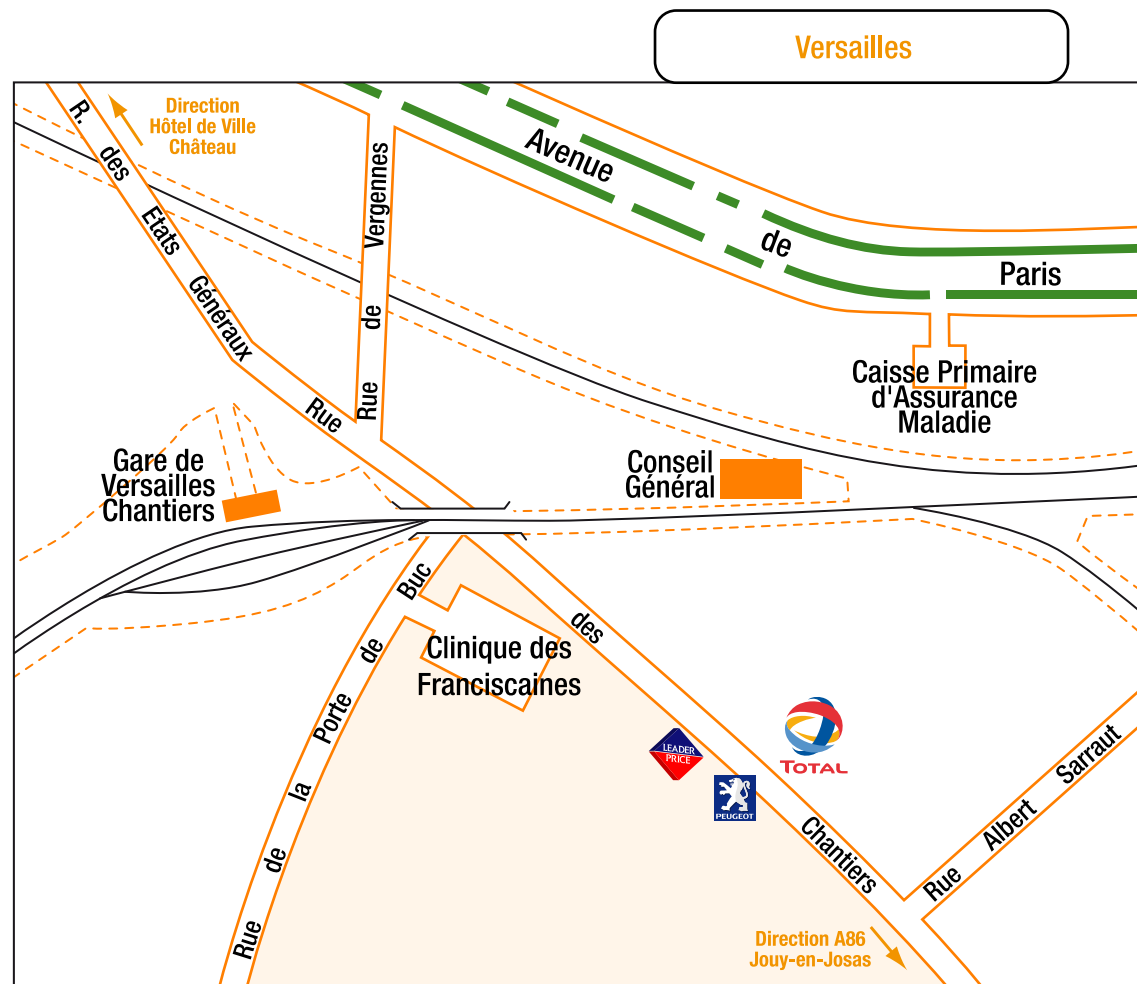 Versailles
Direction
Hôtel de Ville
Château
R. des Etats Généraux
Rue de Vergennes
Avenue de Paris
Caisse Primaire
d'Assurance
Maladie
Conseil
Général
Gare de
Versailles
Chantiers
Rue des Chantiers
Rue de la Porte de Buc
Clinique des
Franciscaines
LEADER
PRICE
PEUGEOT
TOTAL
Rue Albert Sarraut
Direction A86
Jouy-en-Josas